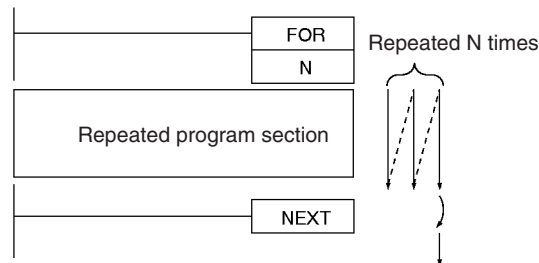 FOR
Repeated N times
N
Repeated program section
NEXT